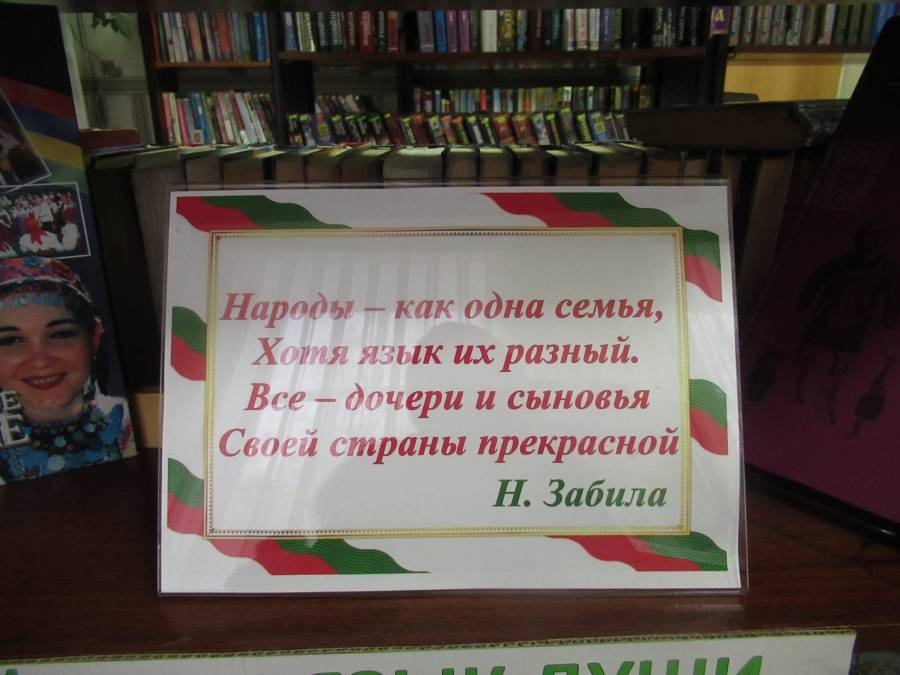 Народы – как одна семья,
Хотя язык их разный.
Все – дочери и сыновья
Своей страны прекрасной
Н. Забила